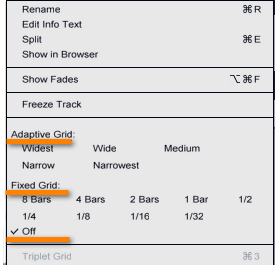 Rename ⌘R
Edit Info Text
Split ⌘E
Show in Browser
Show Fades ⌥⌘F
Freeze Track
Adaptive Grid:
Widest Wide Medium
Narrow Narrowest
Fixed Grid:
8 Bars 4 Bars 2 Bars 1 Bar 1/2
1/4 1/8 1/16 1/32
✓ Off
Triplet Grid ⌘3